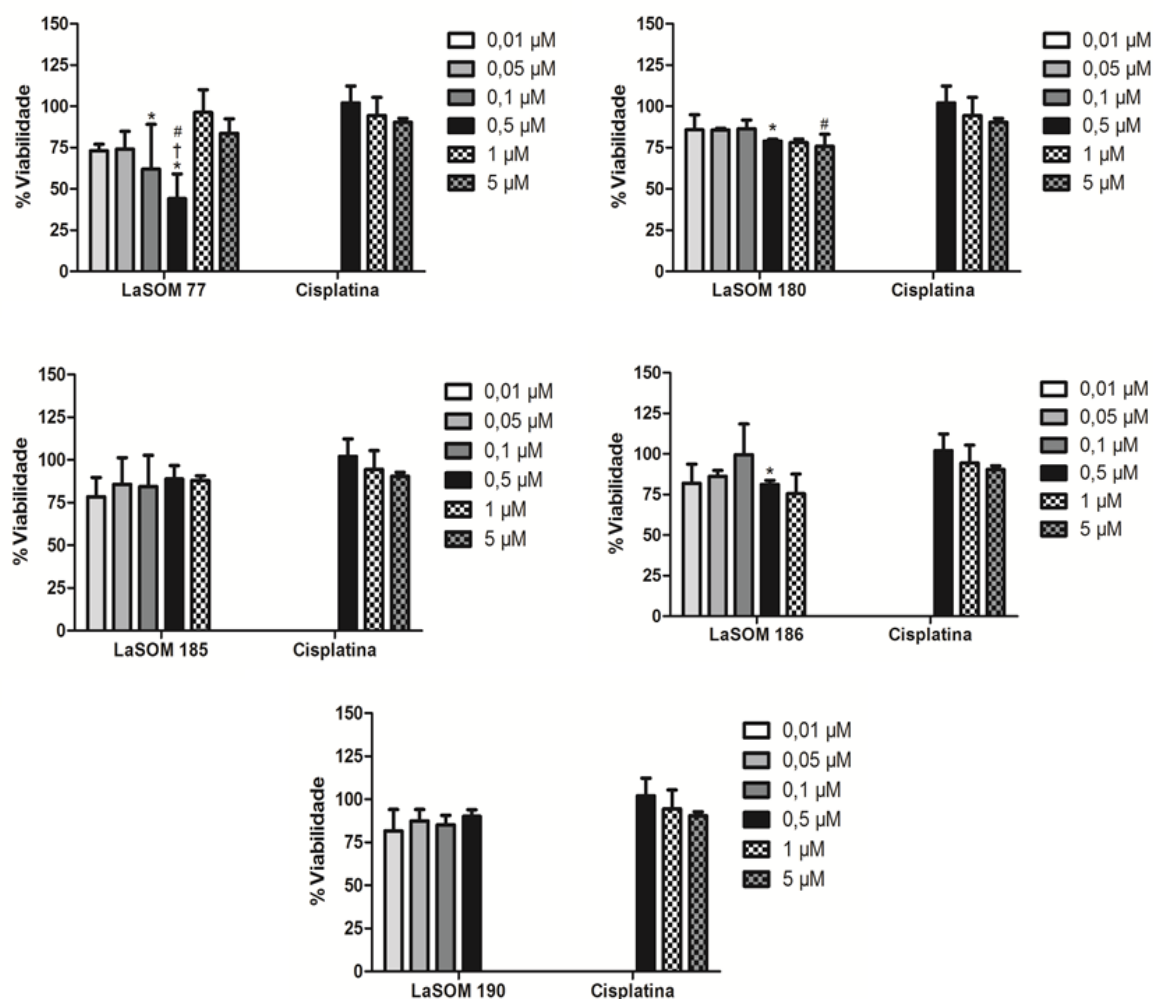 % Viabilidade
150
125
100
75
50
25
0
*
#
†
*
LaSOM 77
Cisplatina
0,01 µM
0,05 µM
0,1 µM
0,5 µM
1 µM
5 µM
% Viabilidade
150
125
100
75
50
25
0
*
#
LaSOM 180
Cisplatina
0,01 µM
0,05 µM
0,1 µM
0,5 µM
1 µM
5 µM
% Viabilidade
150
125
100
75
50
25
0
LaSOM 185
Cisplatina
0,01 µM
0,05 µM
0,1 µM
0,5 µM
1 µM
5 µM
% Viabilidade
150
125
100
75
50
25
0
*
LaSOM 186
Cisplatina
0,01 µM
0,05 µM
0,1 µM
0,5 µM
1 µM
5 µM
% Viabilidade
150
125
100
75
50
25
0
LaSOM 190
Cisplatina
0,01 µM
0,05 µM
0,1 µM
0,5 µM
1 µM
5 µM